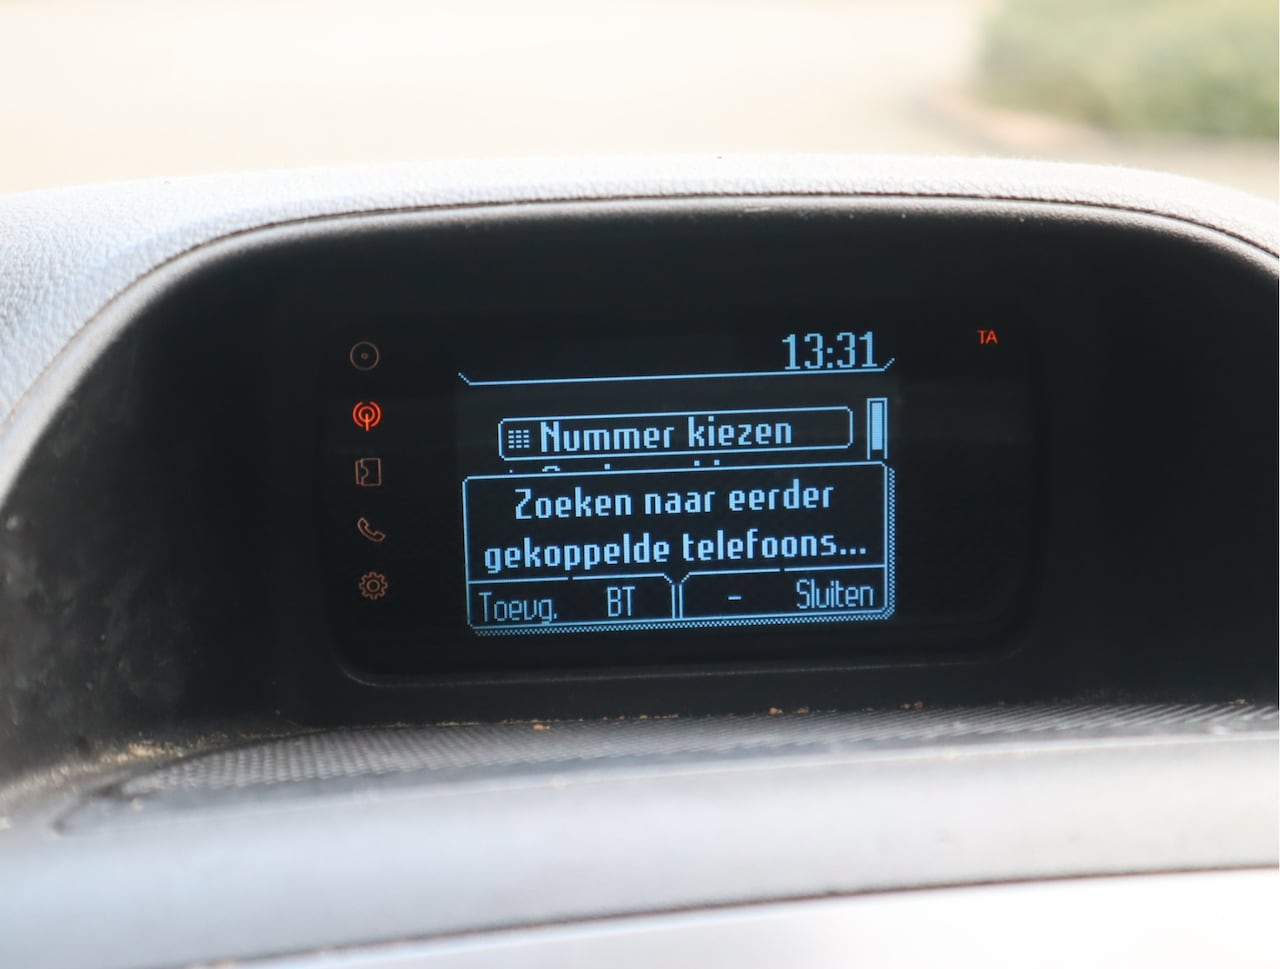 13:31
TA
Nummer kiezen
Zoeken naar eerder
gekoppelde telefoons...
Toevg. BT - Sluiten